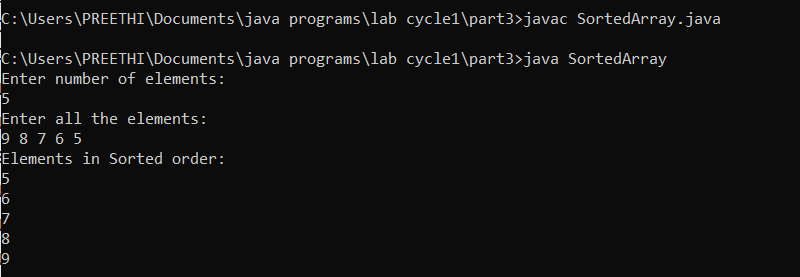 C:\Users\PREETHI\Documents\java programs\lab cycle1\part3>javac SortedArray.java
C:\Users\PREETHI\Documents\java programs\lab cycle1\part3>java SortedArray
Enter number of elements:
5
Enter all the elements:
9 8 7 6 5
Elements in Sorted order:
5
6
7
8
9